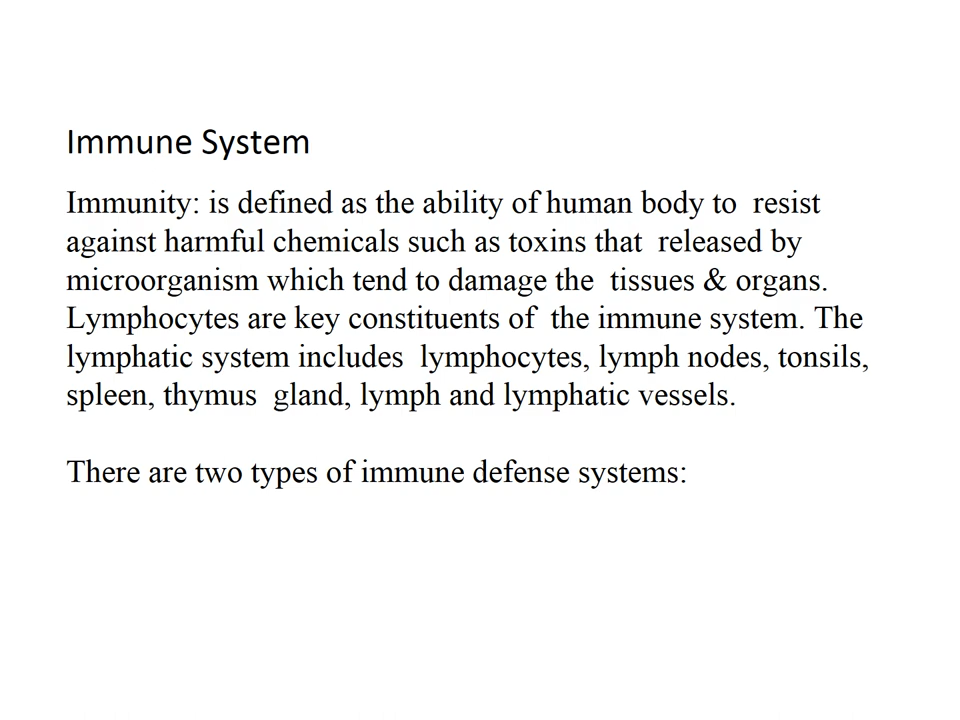 Immune System
Immunity: is defined as the ability of human body to  resist
against harmful chemicals such as toxins that  released by
microorganism which tend to damage the  tissues & organs.
Lymphocytes are key constituents of  the immune system. The
lymphatic system includes  lymphocytes, lymph nodes, tonsils,
spleen, thymus  gland, lymph and lymphatic vessels.
There are two types of immune defense systems: